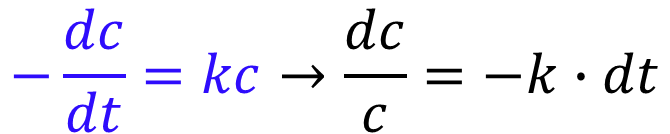 −dc/dt = kc → dc/c = −k · dt